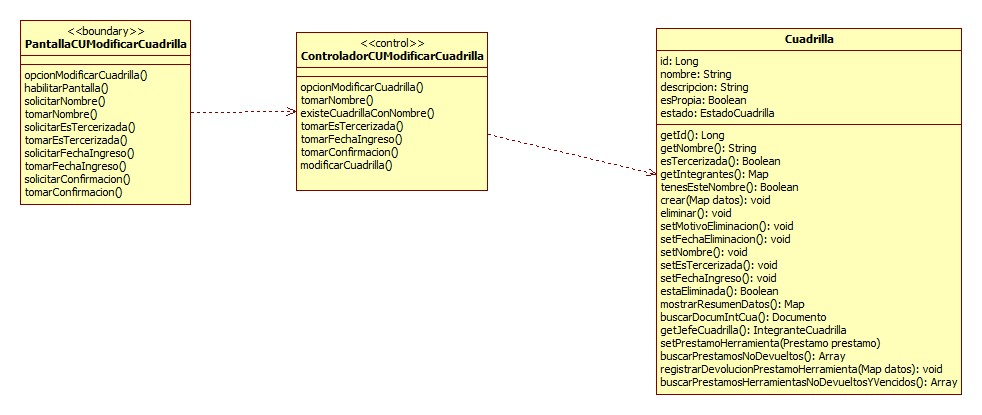 <<boundary>>
PantallaCUModificarCuadrilla
opcionModificarCuadrilla()
habilitarPantalla()
solicitarNombre()
tomarNombre()
solicitarEsTercerizada()
tomarEsTercerizada()
solicitarFechaIngreso()
tomarFechaIngreso()
solicitarConfirmacion()
tomarConfirmacion()
<<control>>
ControladorCUModificarCuadrilla
opcionModificarCuadrilla()
tomarNombre()
existeCuadrillaConNombre()
tomarEsTercerizada()
tomarFechaIngreso()
tomarConfirmacion()
modificarCuadrilla()
Cuadrilla
id: Long
nombre: String
descripcion: String
esPropia: Boolean
estado: EstadoCuadrilla
getId(): Long
getNombre(): String
esTercerizada(): Boolean
getIntegrantes(): Map
tenesEsteNombre(): Boolean
crear(Map datos): void
eliminar(): void
setMotivoEliminacion(): void
setFechaEliminacion(): void
setNombre(): void
setEsTercerizada(): void
setFechaIngreso(): void
estaEliminada(): Boolean
mostrarResumenDatos(): Map
buscarDocumIntCua(): Documento
getJefeCuadrilla(): IntegranteCuadrilla
setPrestamoHerramienta(Prestamo prestamo)
buscarPrestamosNoDevueltos(): Array
registrarDevolucionPrestamoHerramienta(Map datos): void
buscarPrestamosHerramientasNoDevueltosYVencidos(): Array